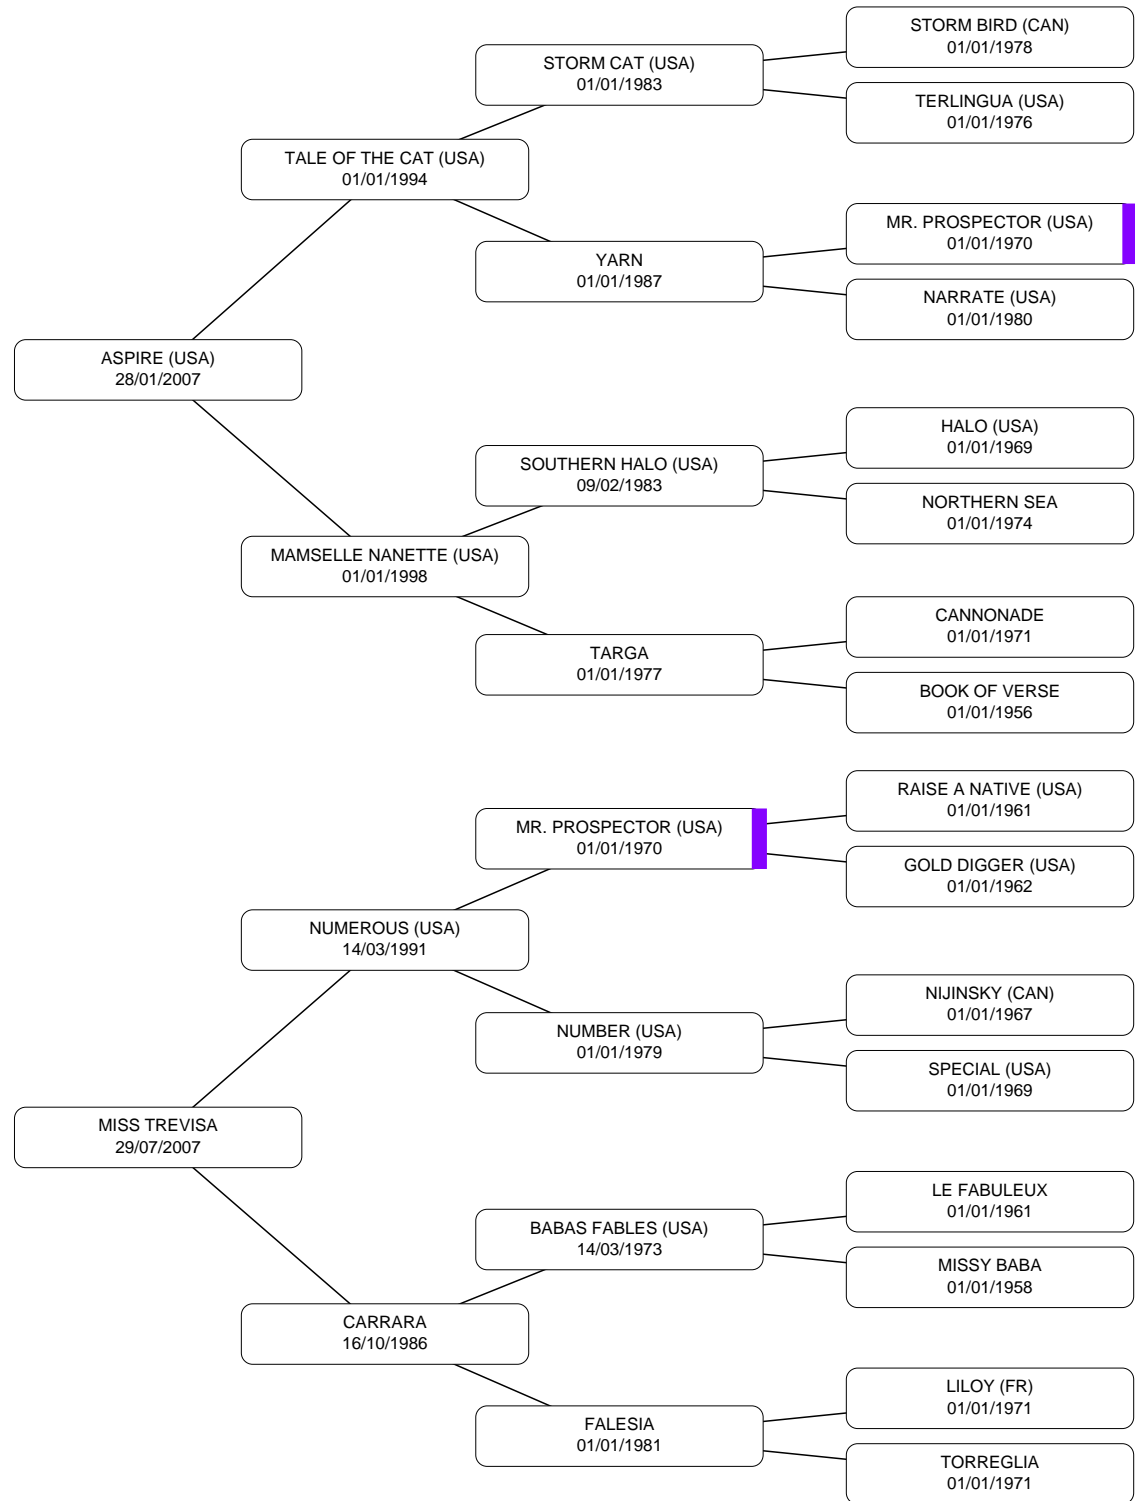 STORM BIRD (CAN)
01/01/1978
STORM CAT (USA)
01/01/1983
TERLINGUA (USA)
01/01/1976
TALE OF THE CAT (USA)
01/01/1994
MR. PROSPECTOR (USA)
01/01/1970
YARN
01/01/1987
NARRATE (USA)
01/01/1980
ASPIRE (USA)
28/01/2007
HALO (USA)
01/01/1969
SOUTHERN HALO (USA)
09/02/1983
NORTHERN SEA
01/01/1974
MAMSELLE NANETTE (USA)
01/01/1998
CANNONADE
01/01/1971
TARGA
01/01/1977
BOOK OF VERSE
01/01/1956
RAISE A NATIVE (USA)
01/01/1961
MR. PROSPECTOR (USA)
01/01/1970
GOLD DIGGER (USA)
01/01/1962
NUMEROUS (USA)
14/03/1991
NIJINSKY (CAN)
01/01/1967
NUMBER (USA)
01/01/1979
SPECIAL (USA)
01/01/1969
MISS TREVISA
29/07/2007
LE FABULEUX
01/01/1961
BABAS FABLES (USA)
14/03/1973
MISSY BABA
01/01/1958
CARRARA
16/10/1986
LILOY (FR)
01/01/1971
FALESIA
01/01/1981
TORREGLIA
01/01/1971